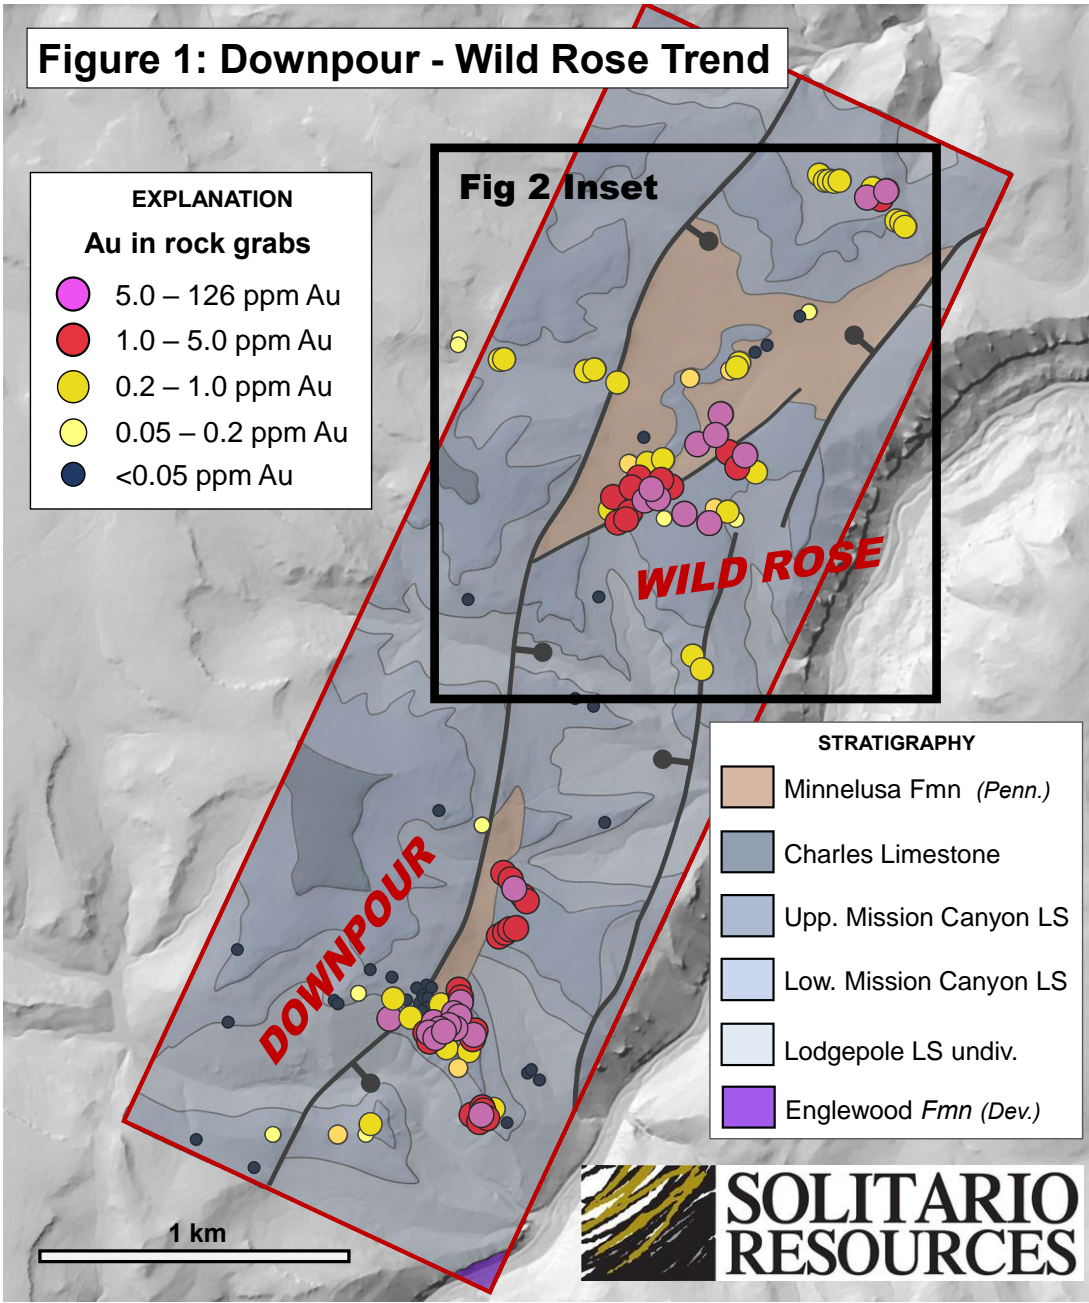 Figure 1: Downpour - Wild Rose Trend
Fig 2 Inset
EXPLANATION
Au in rock grabs
5.0 – 126 ppm Au
1.0 – 5.0 ppm Au
0.2 – 1.0 ppm Au
0.05 – 0.2 ppm Au
<0.05 ppm Au
WILD ROSE
DOWNPOUR
STRATIGRAPHY
Minnelusa Fmn (Penn.)
Charles Limestone
Upp. Mission Canyon LS
Low. Mission Canyon LS
Lodgepole LS undiv.
Englewood Fmn (Dev.)
1 km
SOLITARIO
RESOURCES